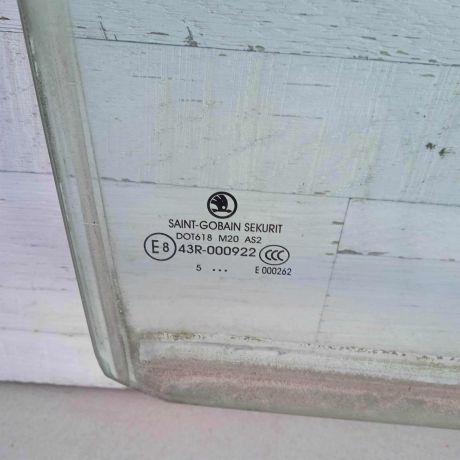 SAINT-GOBAIN SEKURIT
DOT618 M20 AS2
E8 43R-000922 CCC
5 ... E 000262